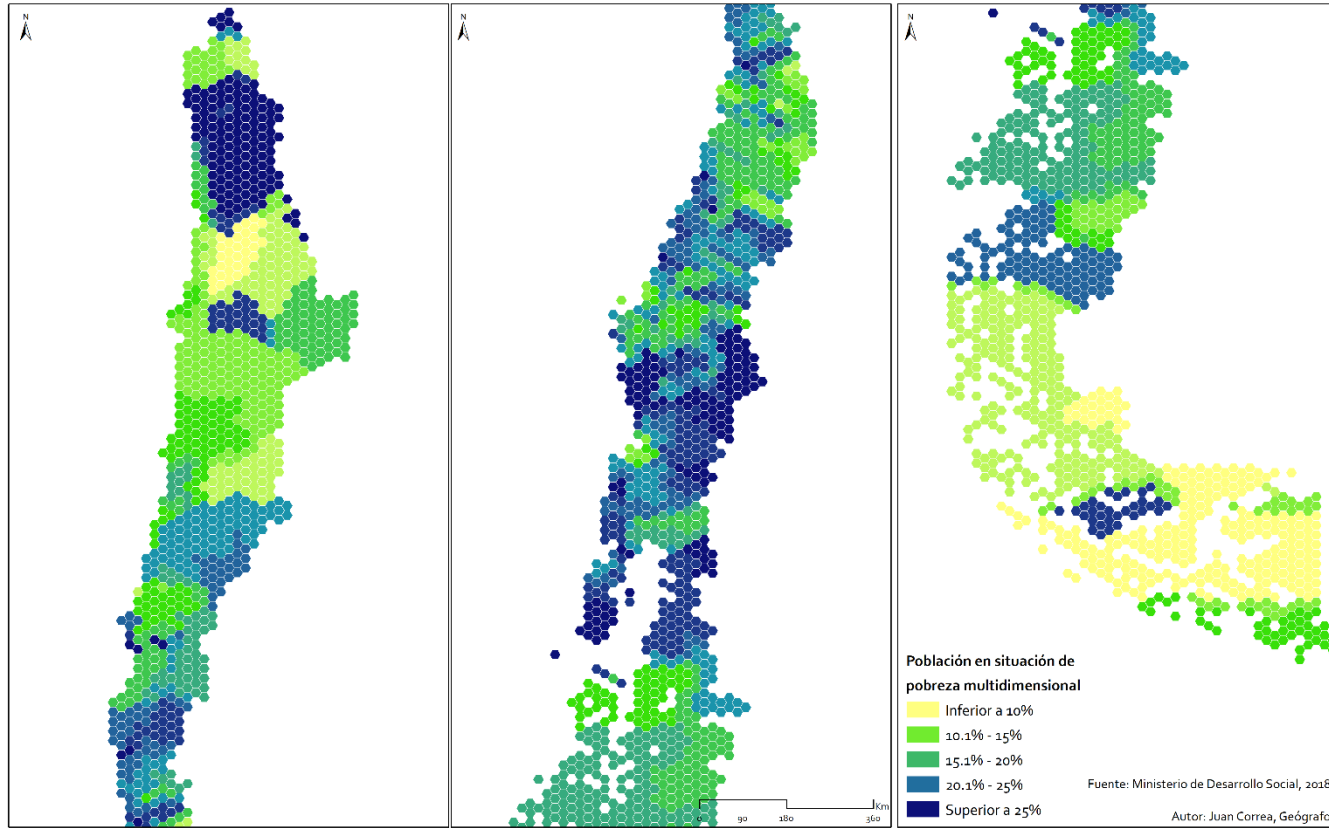 N
N
N
Población en situación de
pobreza multidimensional
Inferior a 10%
10.1% - 15%
15.1% - 20%
20.1% - 25%
Superior a 25%
Km
0 90 180 360
Fuente: Ministerio de Desarrollo Social, 2018
Autor: Juan Correa, Geógrafo